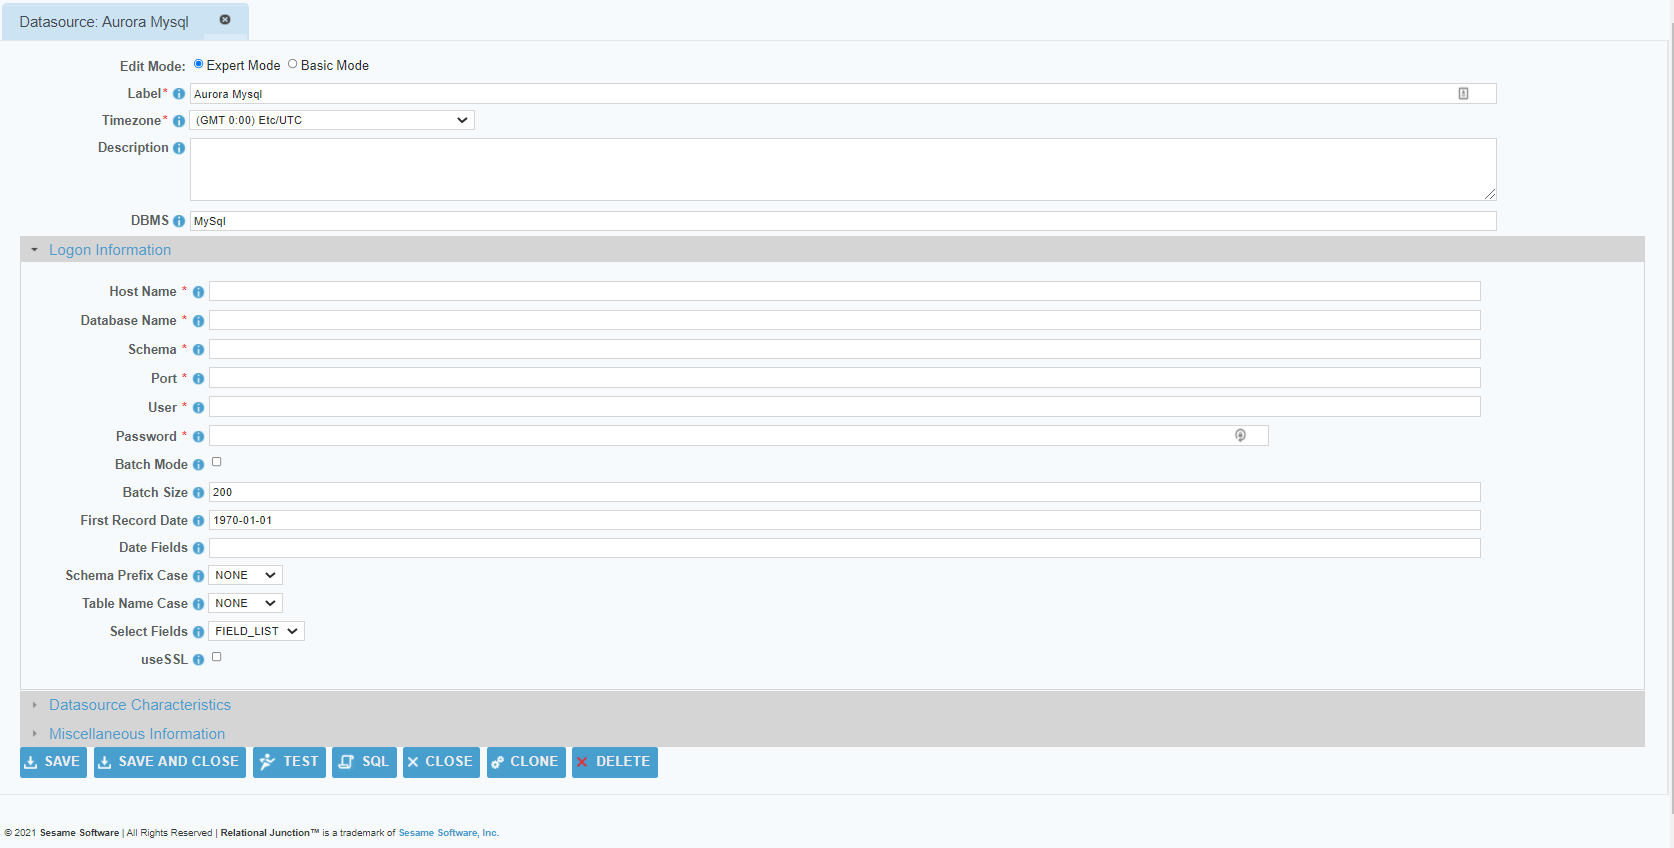 Datasource: Aurora Mysql
Edit Mode: Expert Mode Basic Mode
Label* Aurora Mysql
Timezone* (GMT 0:00) Etc/UTC
Description
DBMS MySql
Logon Information
Host Name *
Database Name *
Schema *
Port *
User *
Password *
Batch Mode
Batch Size 200
First Record Date 1970-01-01
Date Fields
Schema Prefix Case NONE
Table Name Case NONE
Select Fields FIELD_LIST
useSSL
Datasource Characteristics
Miscellaneous Information
SAVE SAVE AND CLOSE TEST SQL CLOSE CLONE DELETE
© 2021 Sesame Software | All Rights Reserved | Relational Junction™ is a trademark of Sesame Software, Inc.